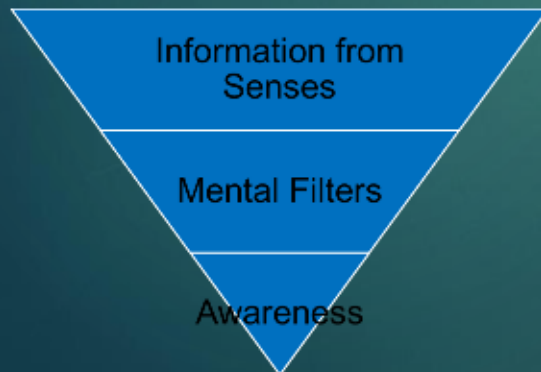 Information from
Senses
Mental Filters
Awareness